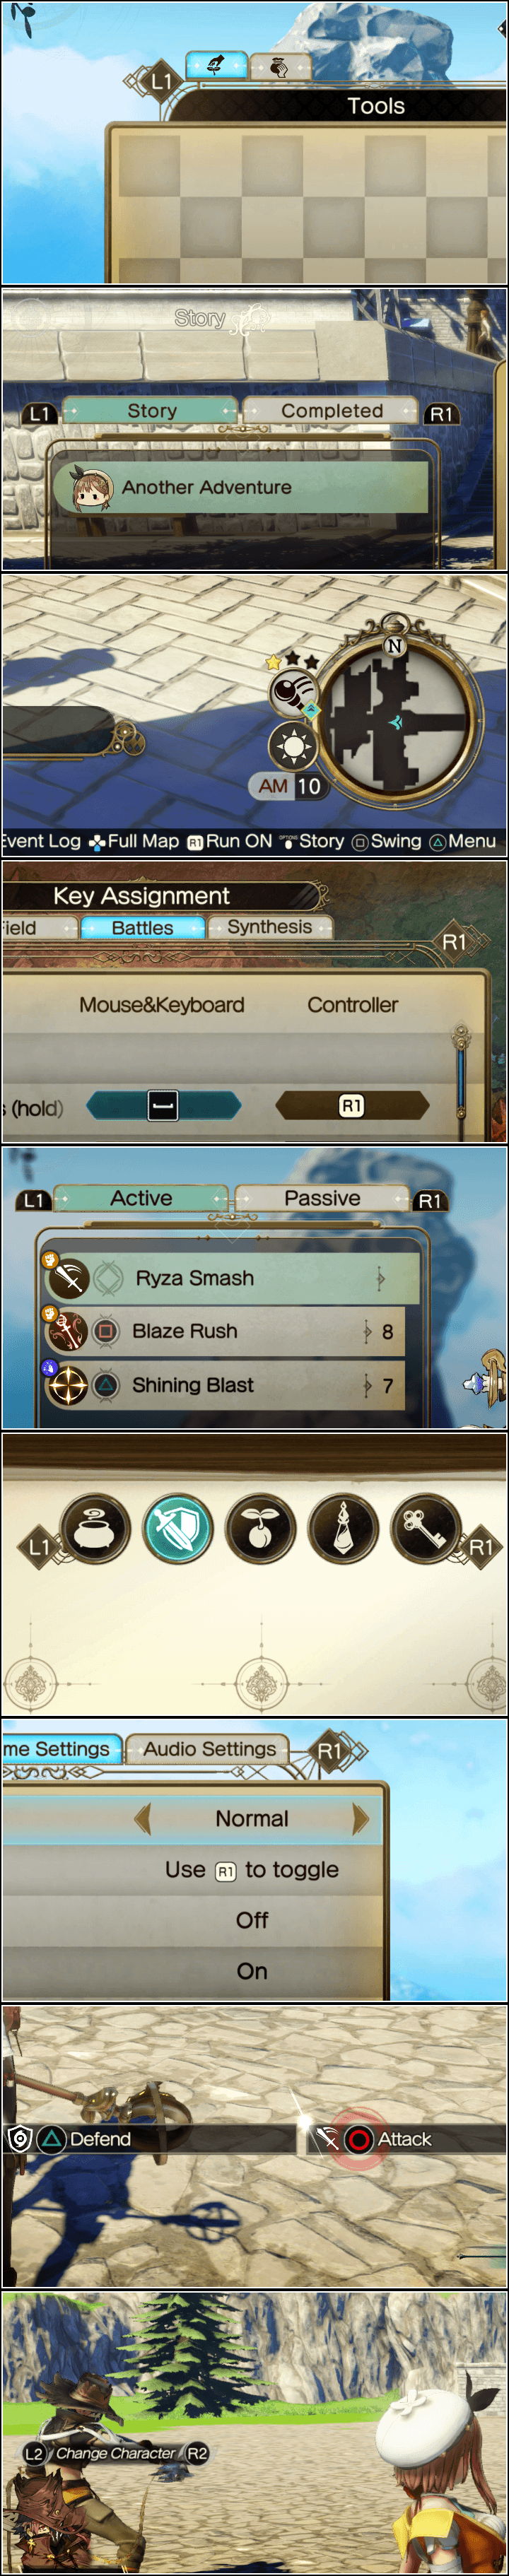 L1
Tools
Story
L1 Story Completed R1
Another Adventure
N
AM 10
Event Log Full Map R1 Run ON OPTIONS Story Swing Menu
Key Assignment
Field Battles Synthesis R1
Mouse&Keyboard Controller
s (hold) R1
L1 Active Passive R1
Ryza Smash
Blaze Rush 8
Shining Blast 7
L1 R1
me Settings Audio Settings R1
Normal
Use R1 to toggle
Off
On
Defend Attack
L2 Change Character R2